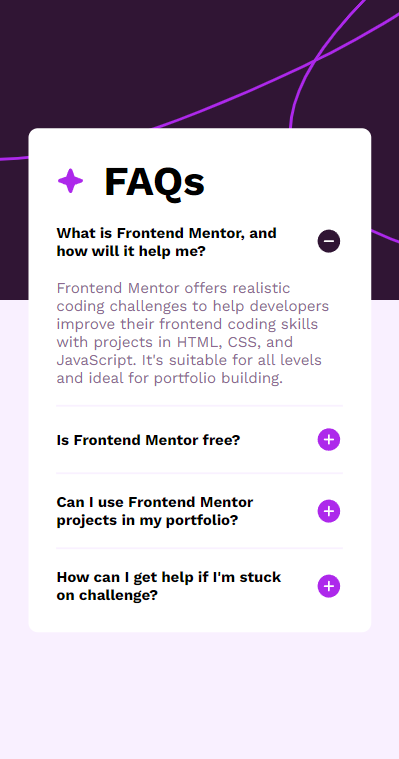 FAQs
What is Frontend Mentor, and
how will it help me?
Frontend Mentor offers realistic
coding challenges to help developers
improve their frontend coding skills
with projects in HTML, CSS, and
JavaScript. It's suitable for all levels
and ideal for portfolio building.
Is Frontend Mentor free?
Can I use Frontend Mentor
projects in my portfolio?
How can I get help if I'm stuck
on challenge?